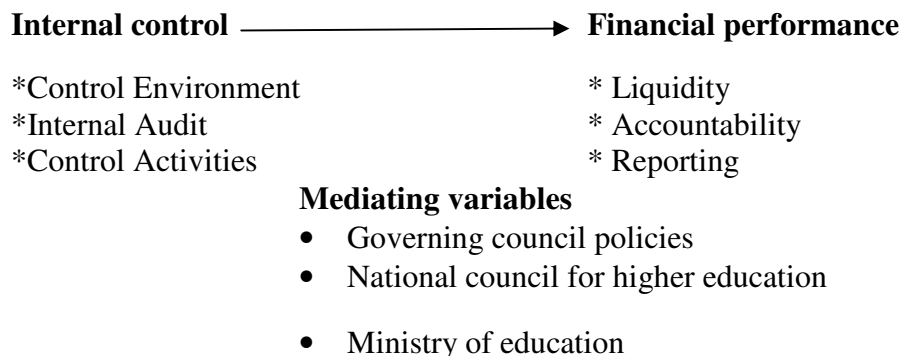 Internal control Financial performance
*Control Environment * Liquidity
*Internal Audit * Accountability
*Control Activities * Reporting
Mediating variables
• Governing council policies
• National council for higher education
• Ministry of education